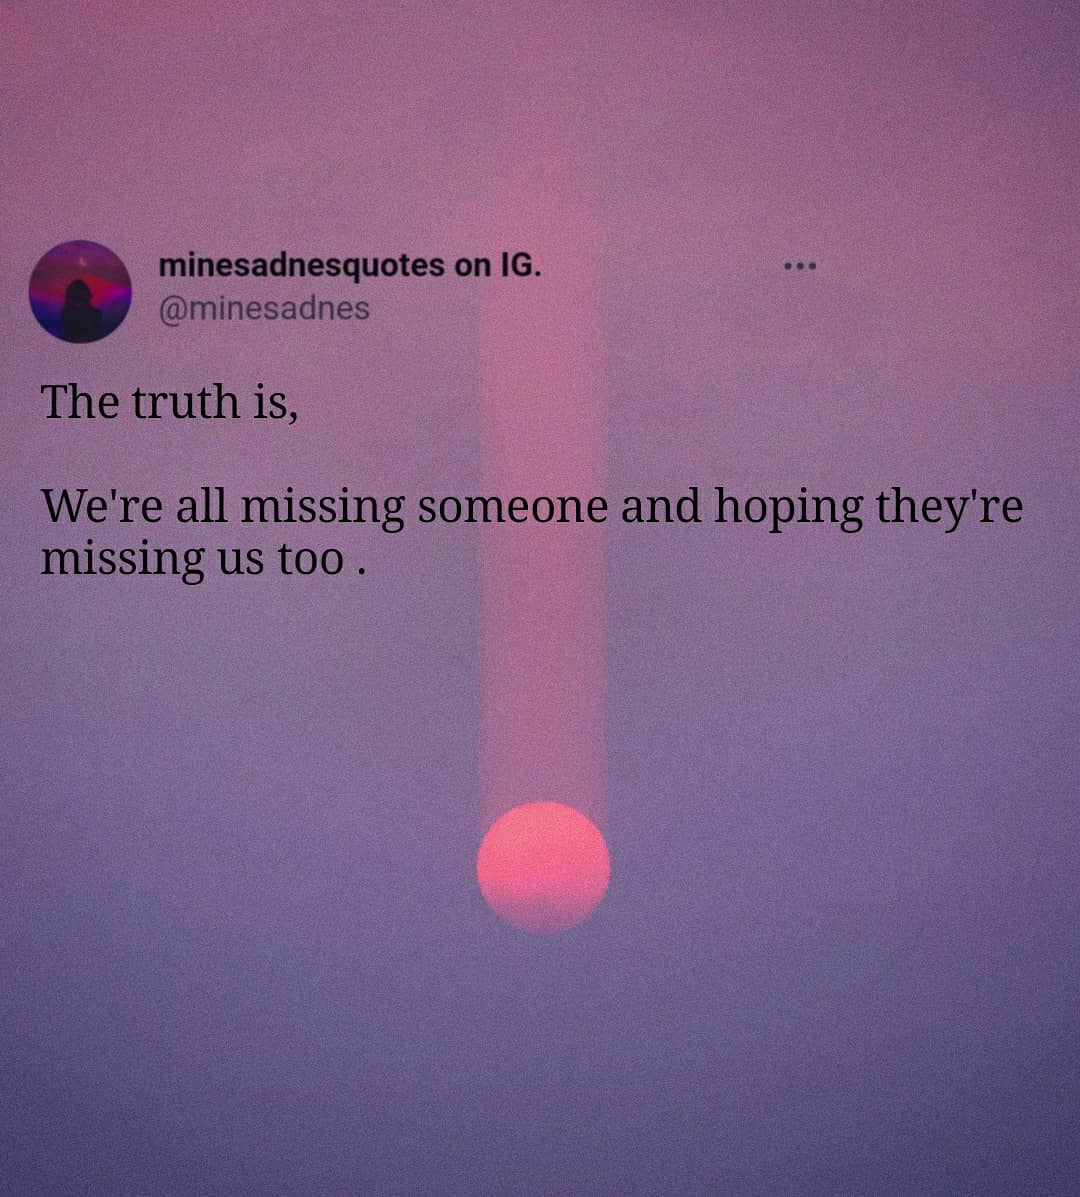 minesadnesquotes on IG.
@minesadnes
The truth is,
We're all missing someone and hoping they're
missing us too .